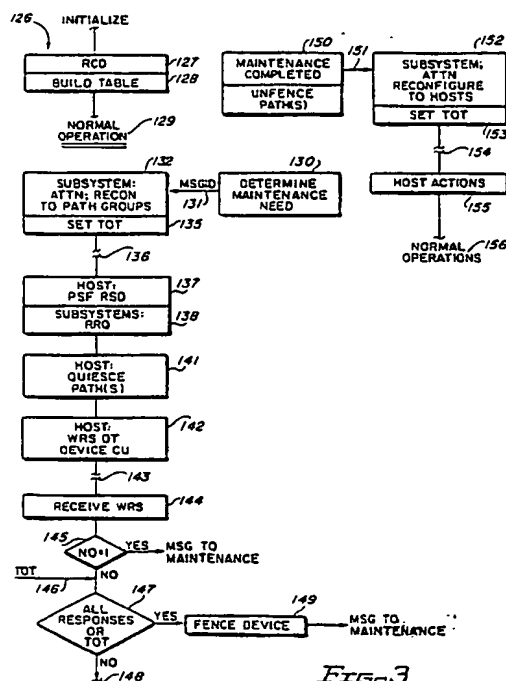 126
INITIALIZE
RCD
127
BUILD TABLE
128
NORMAL
OPERATION
129
150
MAINTENANCE
COMPLETED
UNFENCE
PATH(S)
151
152
SUBSYSTEM;
ATTN
RECONFIGURE
TO HOSTS
SET TOT
153
154
HOST ACTIONS
155
NORMAL
OPERATIONS
156
132
SUBSYSTEM:
ATTN; RECON
TO PATH GROUPS
SET TOT
135
MSG:D
131
130
DETERMINE
MAINTENANCE
NEED
136
HOST:
PSF RSD
137
SUBSYSTEMS:
RRQ
138
HOST:
QUIESCE
PATH(S)
141
HOST:
WRS OT
DEVICE CU
142
143
RECEIVE WRS
144
145
NO=1
YES
MSG TO
MAINTENANCE
TOT
146
NO
147
ALL
RESPONSES
OR
TOT
YES
FENCE DEVICE
149
MSG TO
MAINTENANCE
NO
148
FIG-3